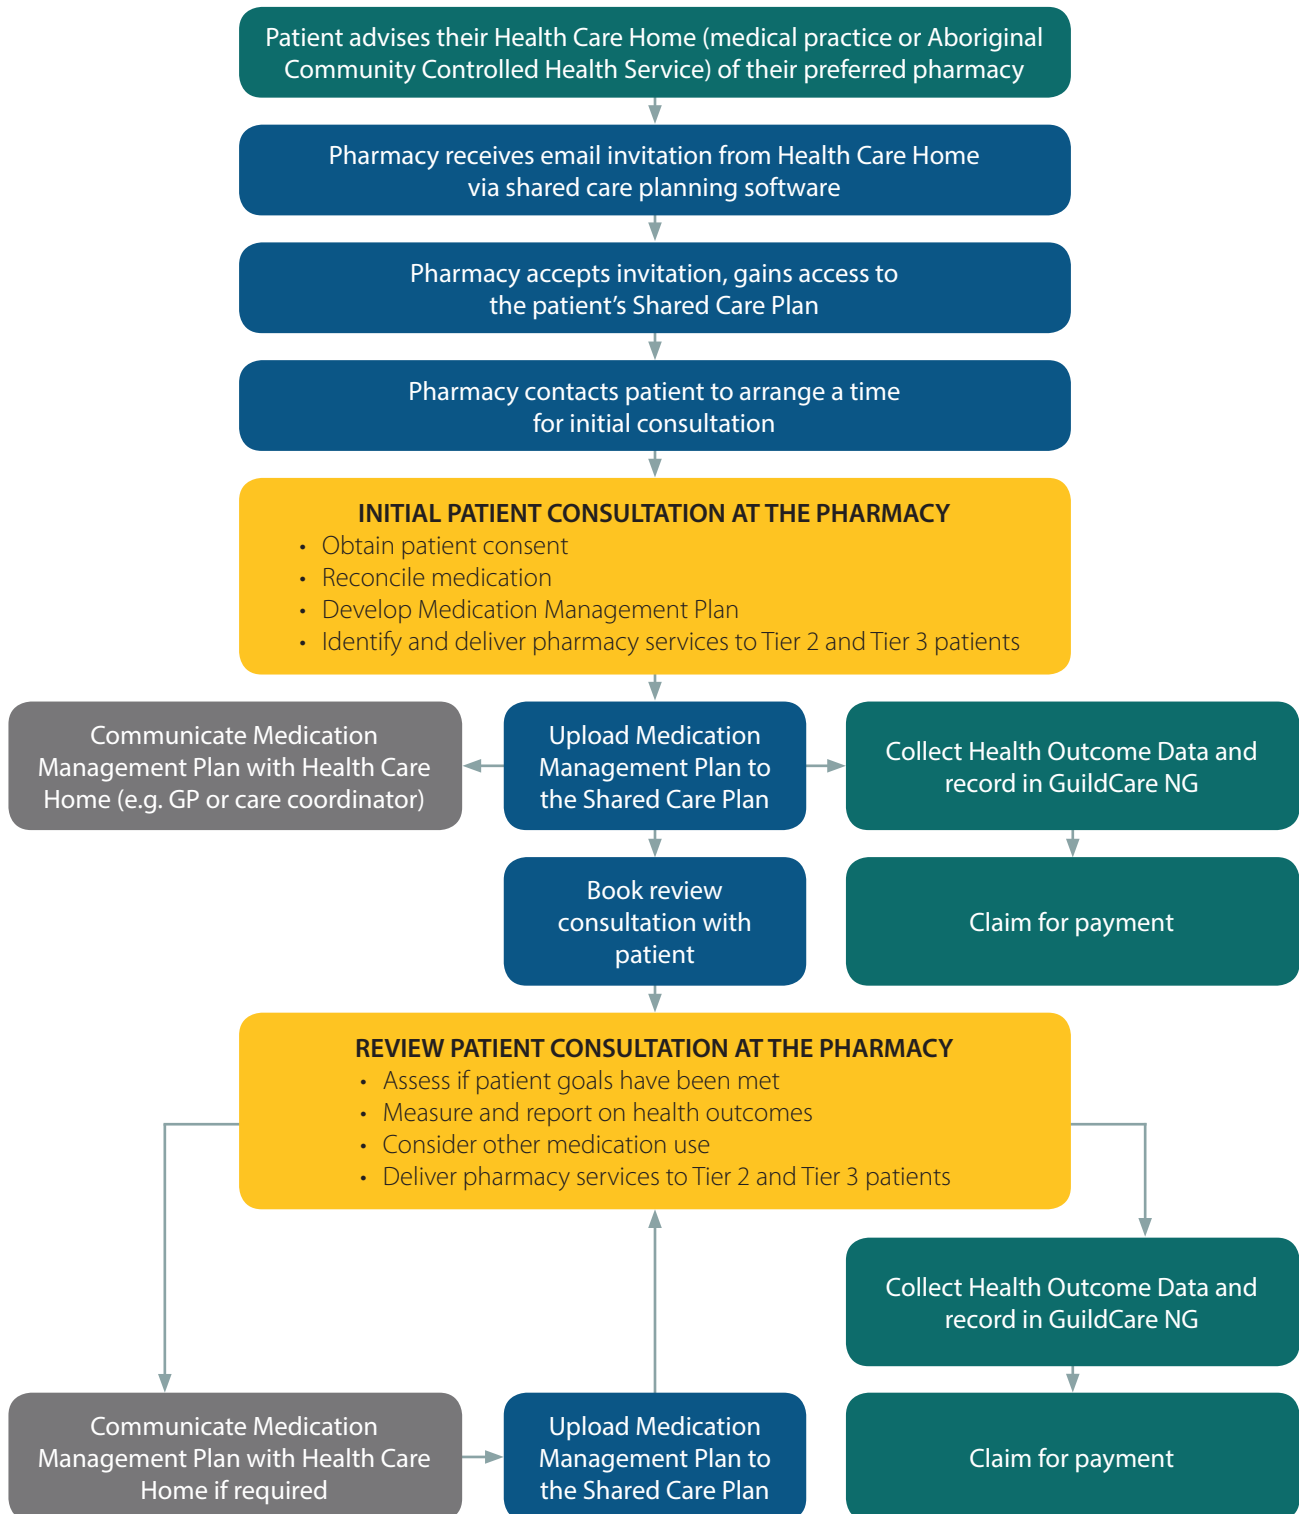 Patient advises their Health Care Home (medical practice or Aboriginal
Community Controlled Health Service) of their preferred pharmacy
Pharmacy receives email invitation from Health Care Home
via shared care planning software
Pharmacy accepts invitation, gains access to
the patient’s Shared Care Plan
Pharmacy contacts patient to arrange a time
for initial consultation
INITIAL PATIENT CONSULTATION AT THE PHARMACY
• Obtain patient consent
• Reconcile medication
• Develop Medication Management Plan
• Identify and deliver pharmacy services to Tier 2 and Tier 3 patients
Communicate Medication
Management Plan with Health Care
Home (e.g. GP or care coordinator)
Upload Medication
Management Plan to
the Shared Care Plan
Collect Health Outcome Data and
record in GuildCare NG
Book review
consultation with
patient
Claim for payment
REVIEW PATIENT CONSULTATION AT THE PHARMACY
• Assess if patient goals have been met
• Measure and report on health outcomes
• Consider other medication use
• Deliver pharmacy services to Tier 2 and Tier 3 patients
Collect Health Outcome Data and
record in GuildCare NG
Communicate Medication
Management Plan with Health Care
Home if required
Upload Medication
Management Plan to
the Shared Care Plan
Claim for payment